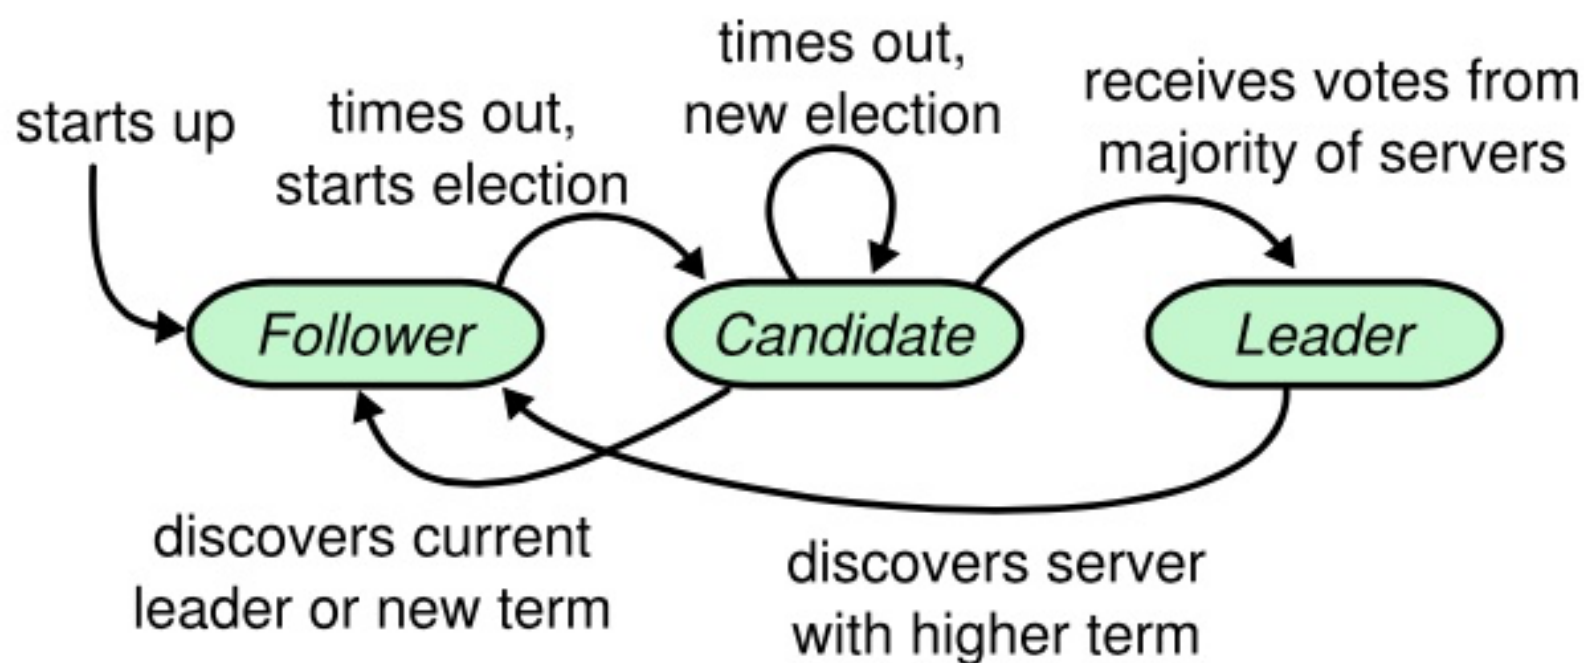 starts up
times out,
starts election
times out,
new election
receives votes from
majority of servers
Follower
Candidate
Leader
discovers current
leader or new term
discovers server
with higher term